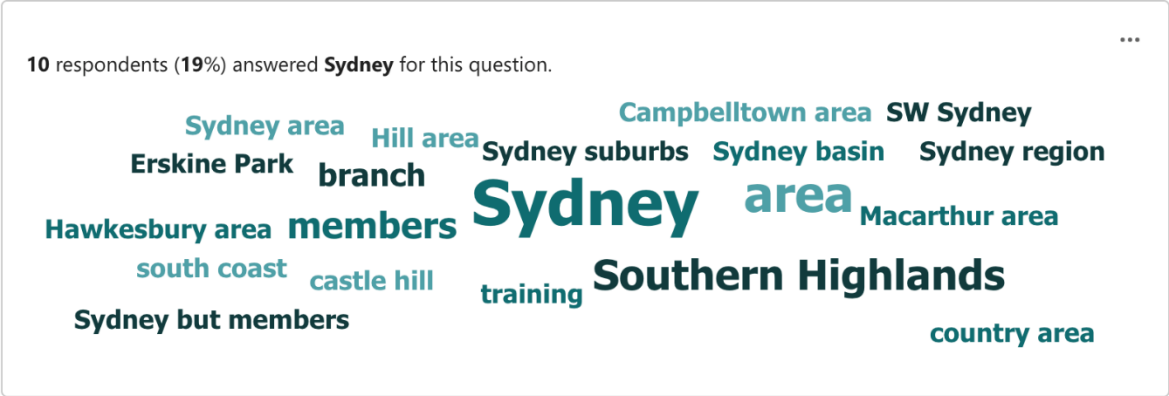 ...
10 respondents (19%) answered Sydney for this question.
Campbelltown area SW Sydney
Sydney area Hill area
Sydney suburbs Sydney basin Sydney region
Erskine Park branch
Sydney area
Hawkesbury area members Macarthur area
south coast castle hill training Southern Highlands
Sydney but members
country area